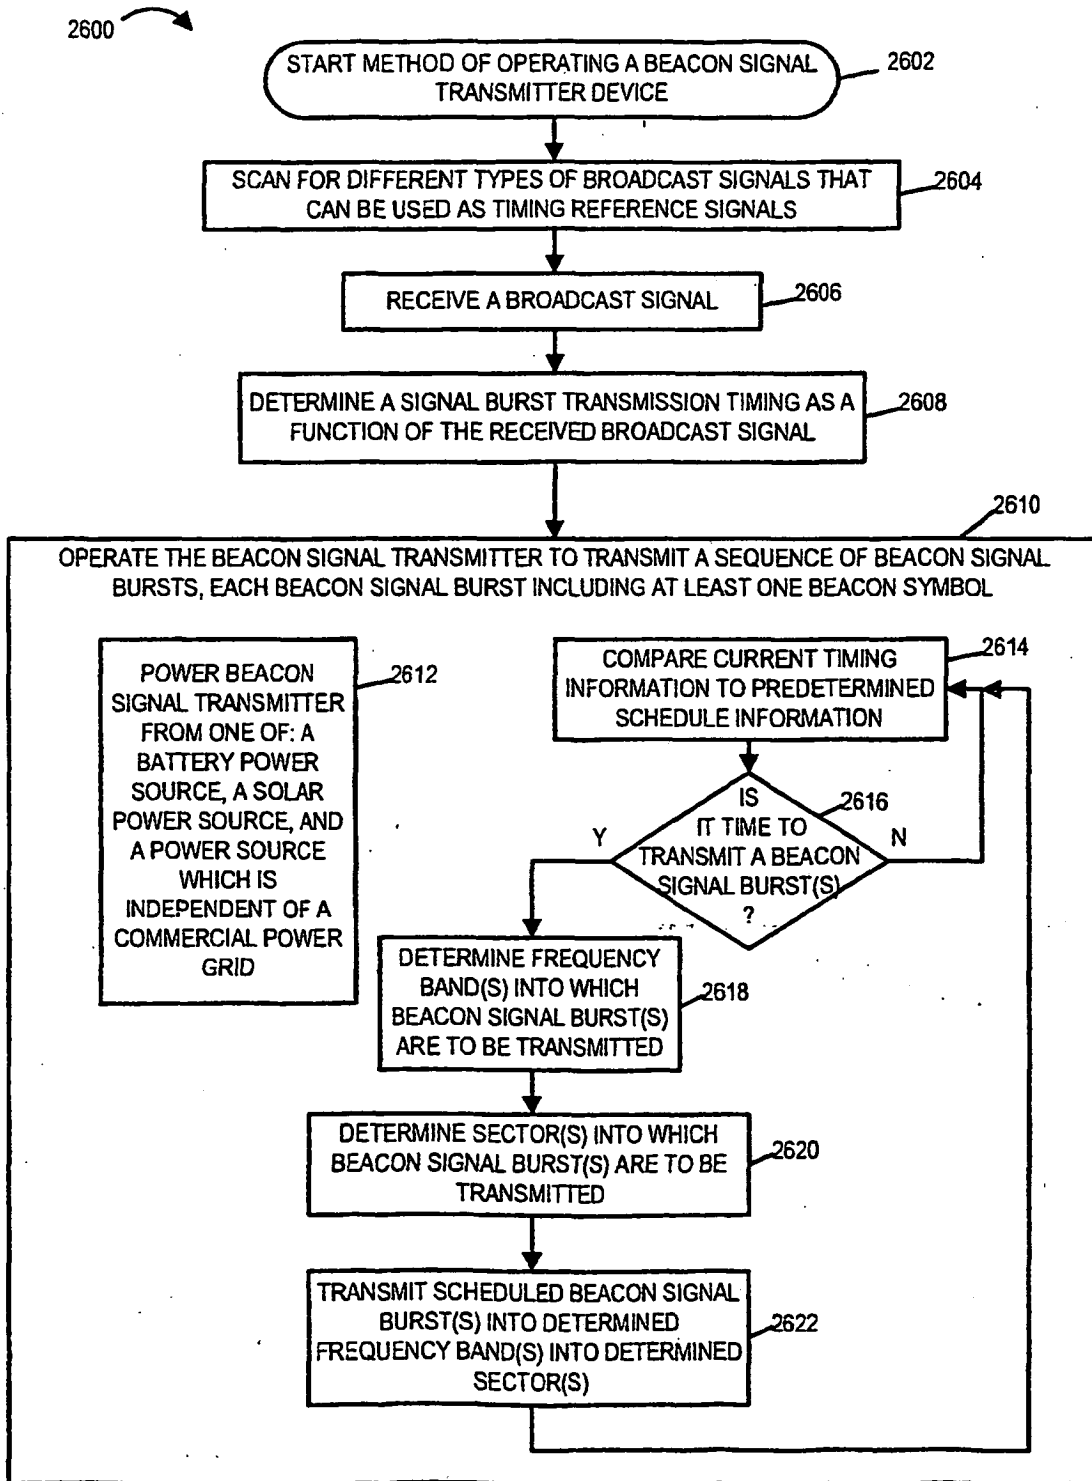 2600
START METHOD OF OPERATING A BEACON SIGNAL
TRANSMITTER DEVICE
2602
SCAN FOR DIFFERENT TYPES OF BROADCAST SIGNALS THAT
CAN BE USED AS TIMING REFERENCE SIGNALS
2604
RECEIVE A BROADCAST SIGNAL
2606
DETERMINE A SIGNAL BURST TRANSMISSION TIMING AS A
FUNCTION OF THE RECEIVED BROADCAST SIGNAL
2608
2610
OPERATE THE BEACON SIGNAL TRANSMITTER TO TRANSMIT A SEQUENCE OF BEACON SIGNAL
BURSTS, EACH BEACON SIGNAL BURST INCLUDING AT LEAST ONE BEACON SYMBOL
POWER BEACON
SIGNAL TRANSMITTER
FROM ONE OF: A
BATTERY POWER
SOURCE, A SOLAR
POWER SOURCE, AND
A POWER SOURCE
WHICH IS
INDEPENDENT OF A
COMMERCIAL POWER
GRID
2612
COMPARE CURRENT TIMING
INFORMATION TO PREDETERMINED
SCHEDULE INFORMATION
2614
IS
IT TIME TO
TRANSMIT A BEACON
SIGNAL BURST(S)
?
2616
Y
N
DETERMINE FREQUENCY
BAND(S) INTO WHICH
BEACON SIGNAL BURST(S)
ARE TO BE TRANSMITTED
2618
DETERMINE SECTOR(S) INTO WHICH
BEACON SIGNAL BURST(S) ARE TO BE
TRANSMITTED
2620
TRANSMIT SCHEDULED BEACON SIGNAL
BURST(S) INTO DETERMINED
FREQUENCY BAND(S) INTO DETERMINED
SECTOR(S)
2622